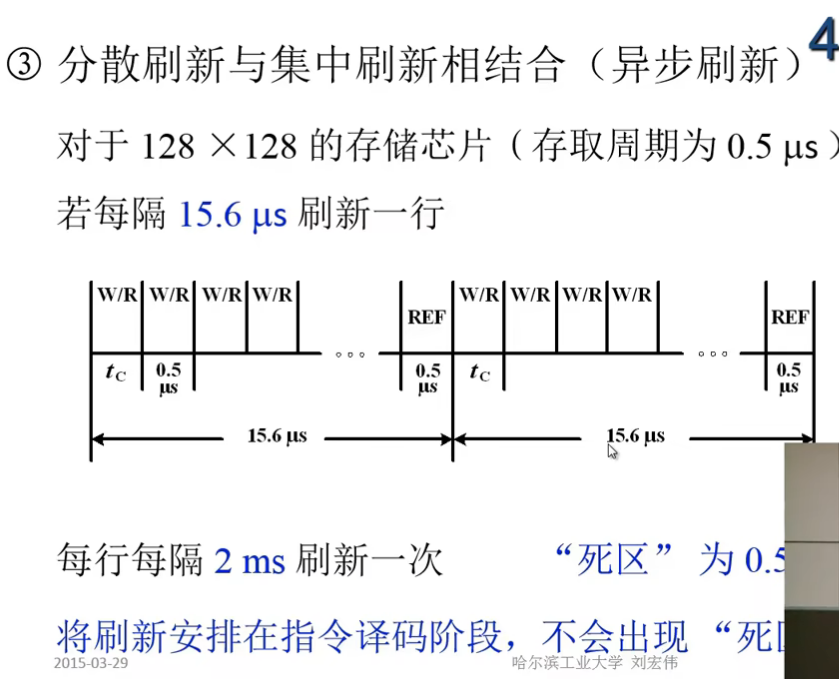 4
③ 分散刷新与集中刷新相结合（异步刷新）
对于 128 ×128 的存储芯片（存取周期为 0.5 μs）
若每隔 15.6 μs 刷新一行
W/R W/R W/R W/R REF W/R W/R W/R W/R REF
tC 0.5 μs 。。。 0.5 μs tC 。。。 0.5 μs
15.6 μs 15.6 μs
每行每隔 2 ms 刷新一次 “死区” 为 0.5
将刷新安排在指令译码阶段，不会出现 “死
2015-03-29 哈尔滨工业大学 刘宏伟